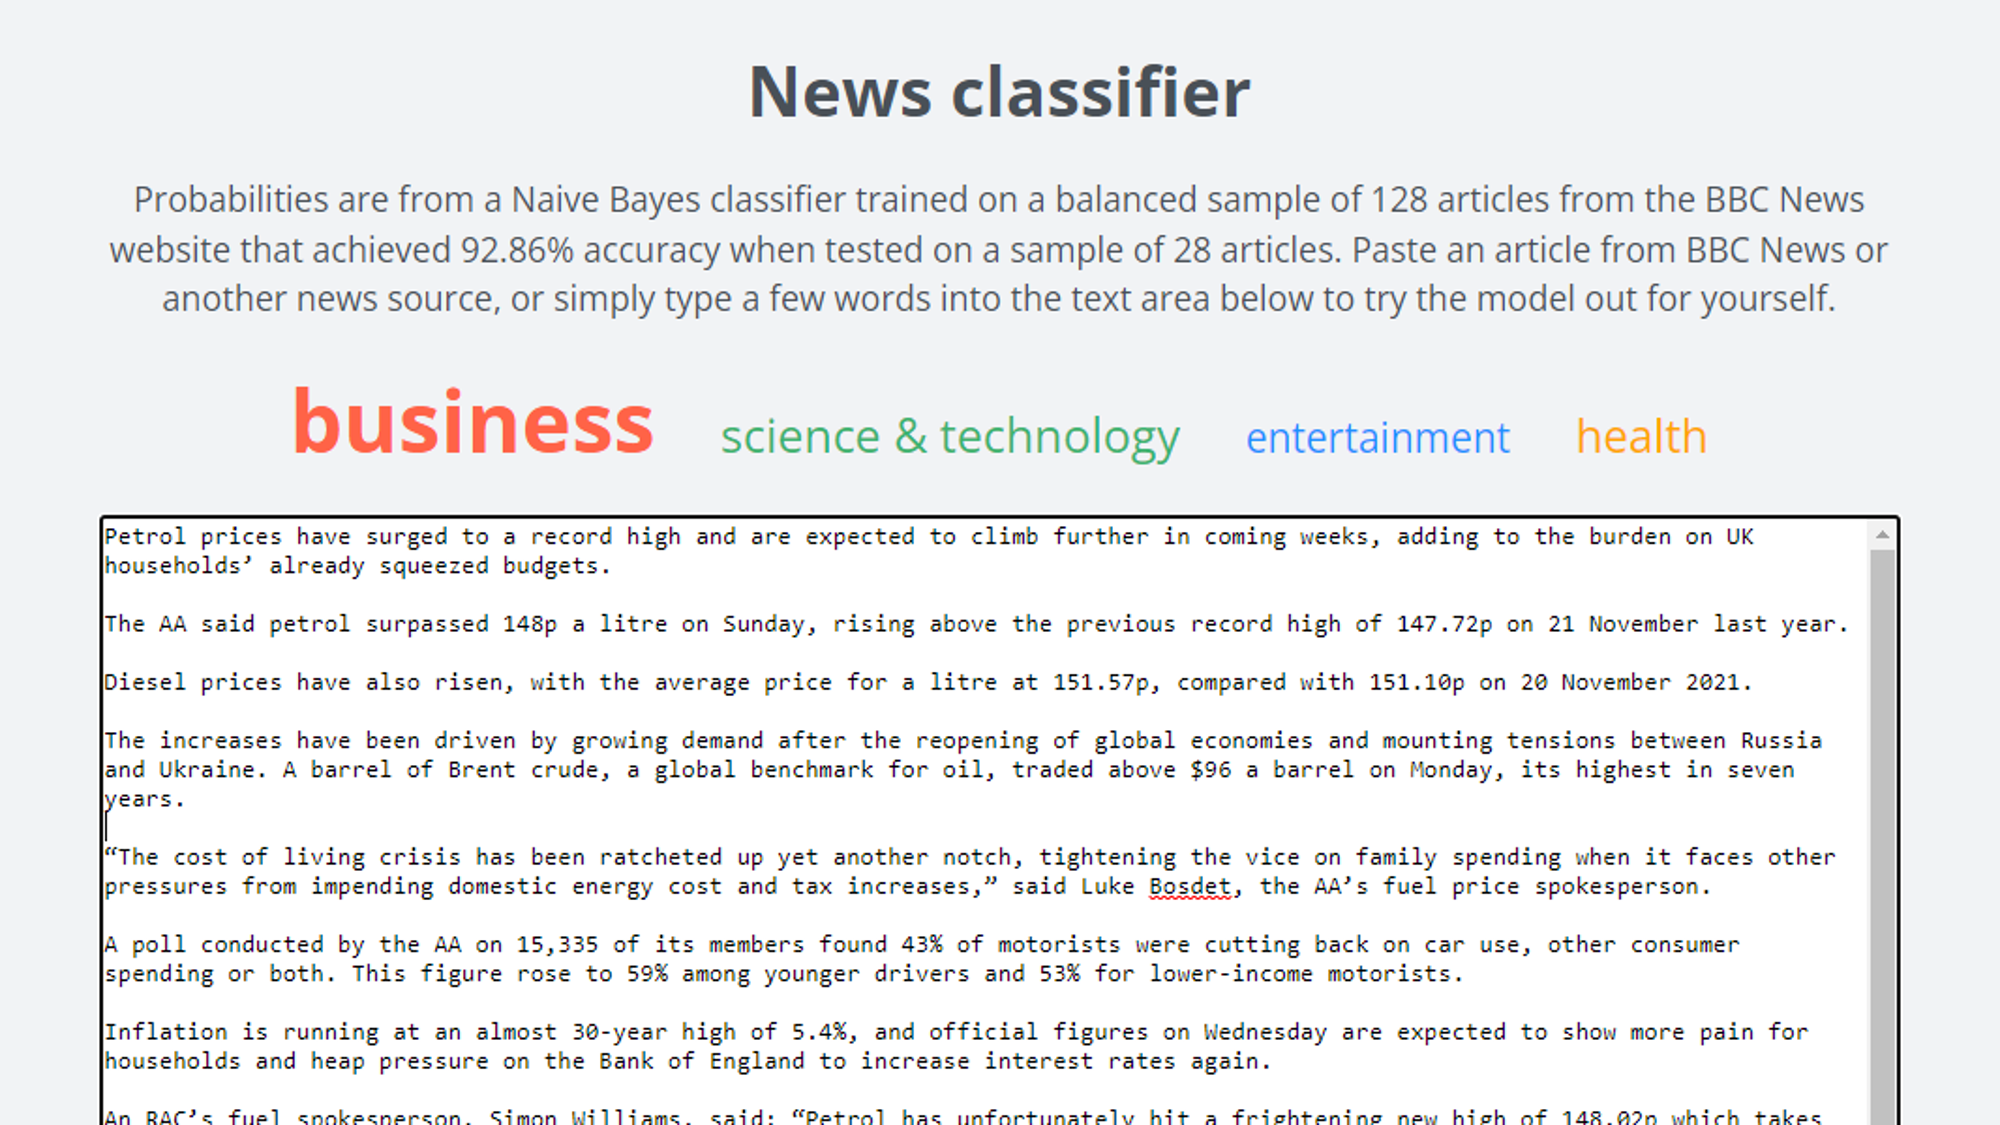 News classifier
Probabilities are from a Naive Bayes classifier trained on a balanced sample of 128 articles from the BBC News
website that achieved 92.86% accuracy when tested on a sample of 28 articles. Paste an article from BBC News or
another news source, or simply type a few words into the text area below to try the model out for yourself.
business science & technology entertainment health
Petrol prices have surged to a record high and are expected to climb further in coming weeks, adding to the burden on UK
households’ already squeezed budgets.
The AA said petrol surpassed 148p a litre on Sunday, rising above the previous record high of 147.72p on 21 November last year.
Diesel prices have also risen, with the average price for a litre at 151.57p, compared with 151.10p on 20 November 2021.
The increases have been driven by growing demand after the reopening of global economies and mounting tensions between Russia
and Ukraine. A barrel of Brent crude, a global benchmark for oil, traded above $96 a barrel on Monday, its highest in seven
years.
“The cost of living crisis has been ratcheted up yet another notch, tightening the vice on family spending when it faces other
pressures from impending domestic energy cost and tax increases,” said Luke Bosdet, the AA’s fuel price spokesperson.
A poll conducted by the AA on 15,335 of its members found 43% of motorists were cutting back on car use, other consumer
spending or both. This figure rose to 59% among younger drivers and 53% for lower-income motorists.
Inflation is running at an almost 30-year high of 5.4%, and official figures on Wednesday are expected to show more pain for
households and heap pressure on the Bank of England to increase interest rates again.
An RAC’s fuel spokesperson, Simon Williams, said: “Petrol has unfortunately hit a frightening new high of 148.02p which takes